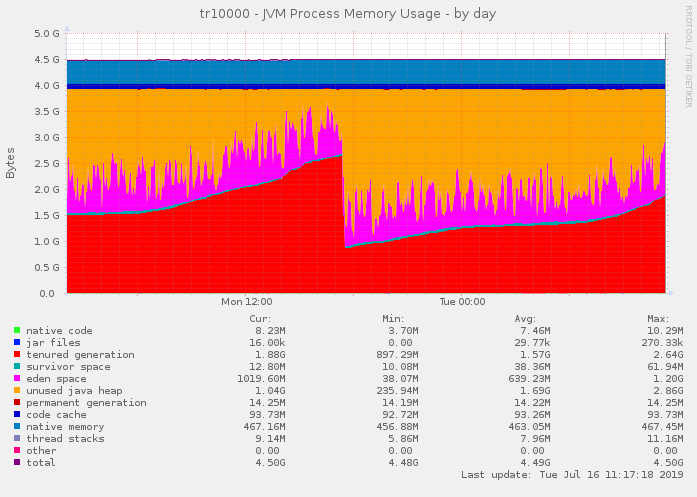 tr10000 - JVM Process Memory Usage - by day
RRDTOOL / TOBI OETIKER
Bytes
5.0 G
4.5 G
4.0 G
3.5 G
3.0 G
2.5 G
2.0 G
1.5 G
1.0 G
0.5 G
0.0
Mon 12:00 Tue 00:00
Cur: Min: Avg: Max:
native code 8.23M 3.70M 7.46M 10.29M
jar files 16.00k 0.00 29.77k 270.33k
tenured generation 1.88G 897.29M 1.57G 2.64G
survivor space 12.80M 10.08M 38.36M 61.94M
eden space 1019.60M 38.07M 639.23M 1.20G
unused java heap 1.04G 235.94M 1.69G 2.86G
permanent generation 14.25M 14.19M 14.22M 14.25M
code cache 93.73M 92.72M 93.26M 93.73M
native memory 467.16M 456.88M 463.05M 467.45M
thread stacks 9.14M 5.86M 7.96M 11.16M
other 0.00 0.00 0.00 0.00
total 4.50G 4.48G 4.49G 4.50G
Last update: Tue Jul 16 11:17:18 2019